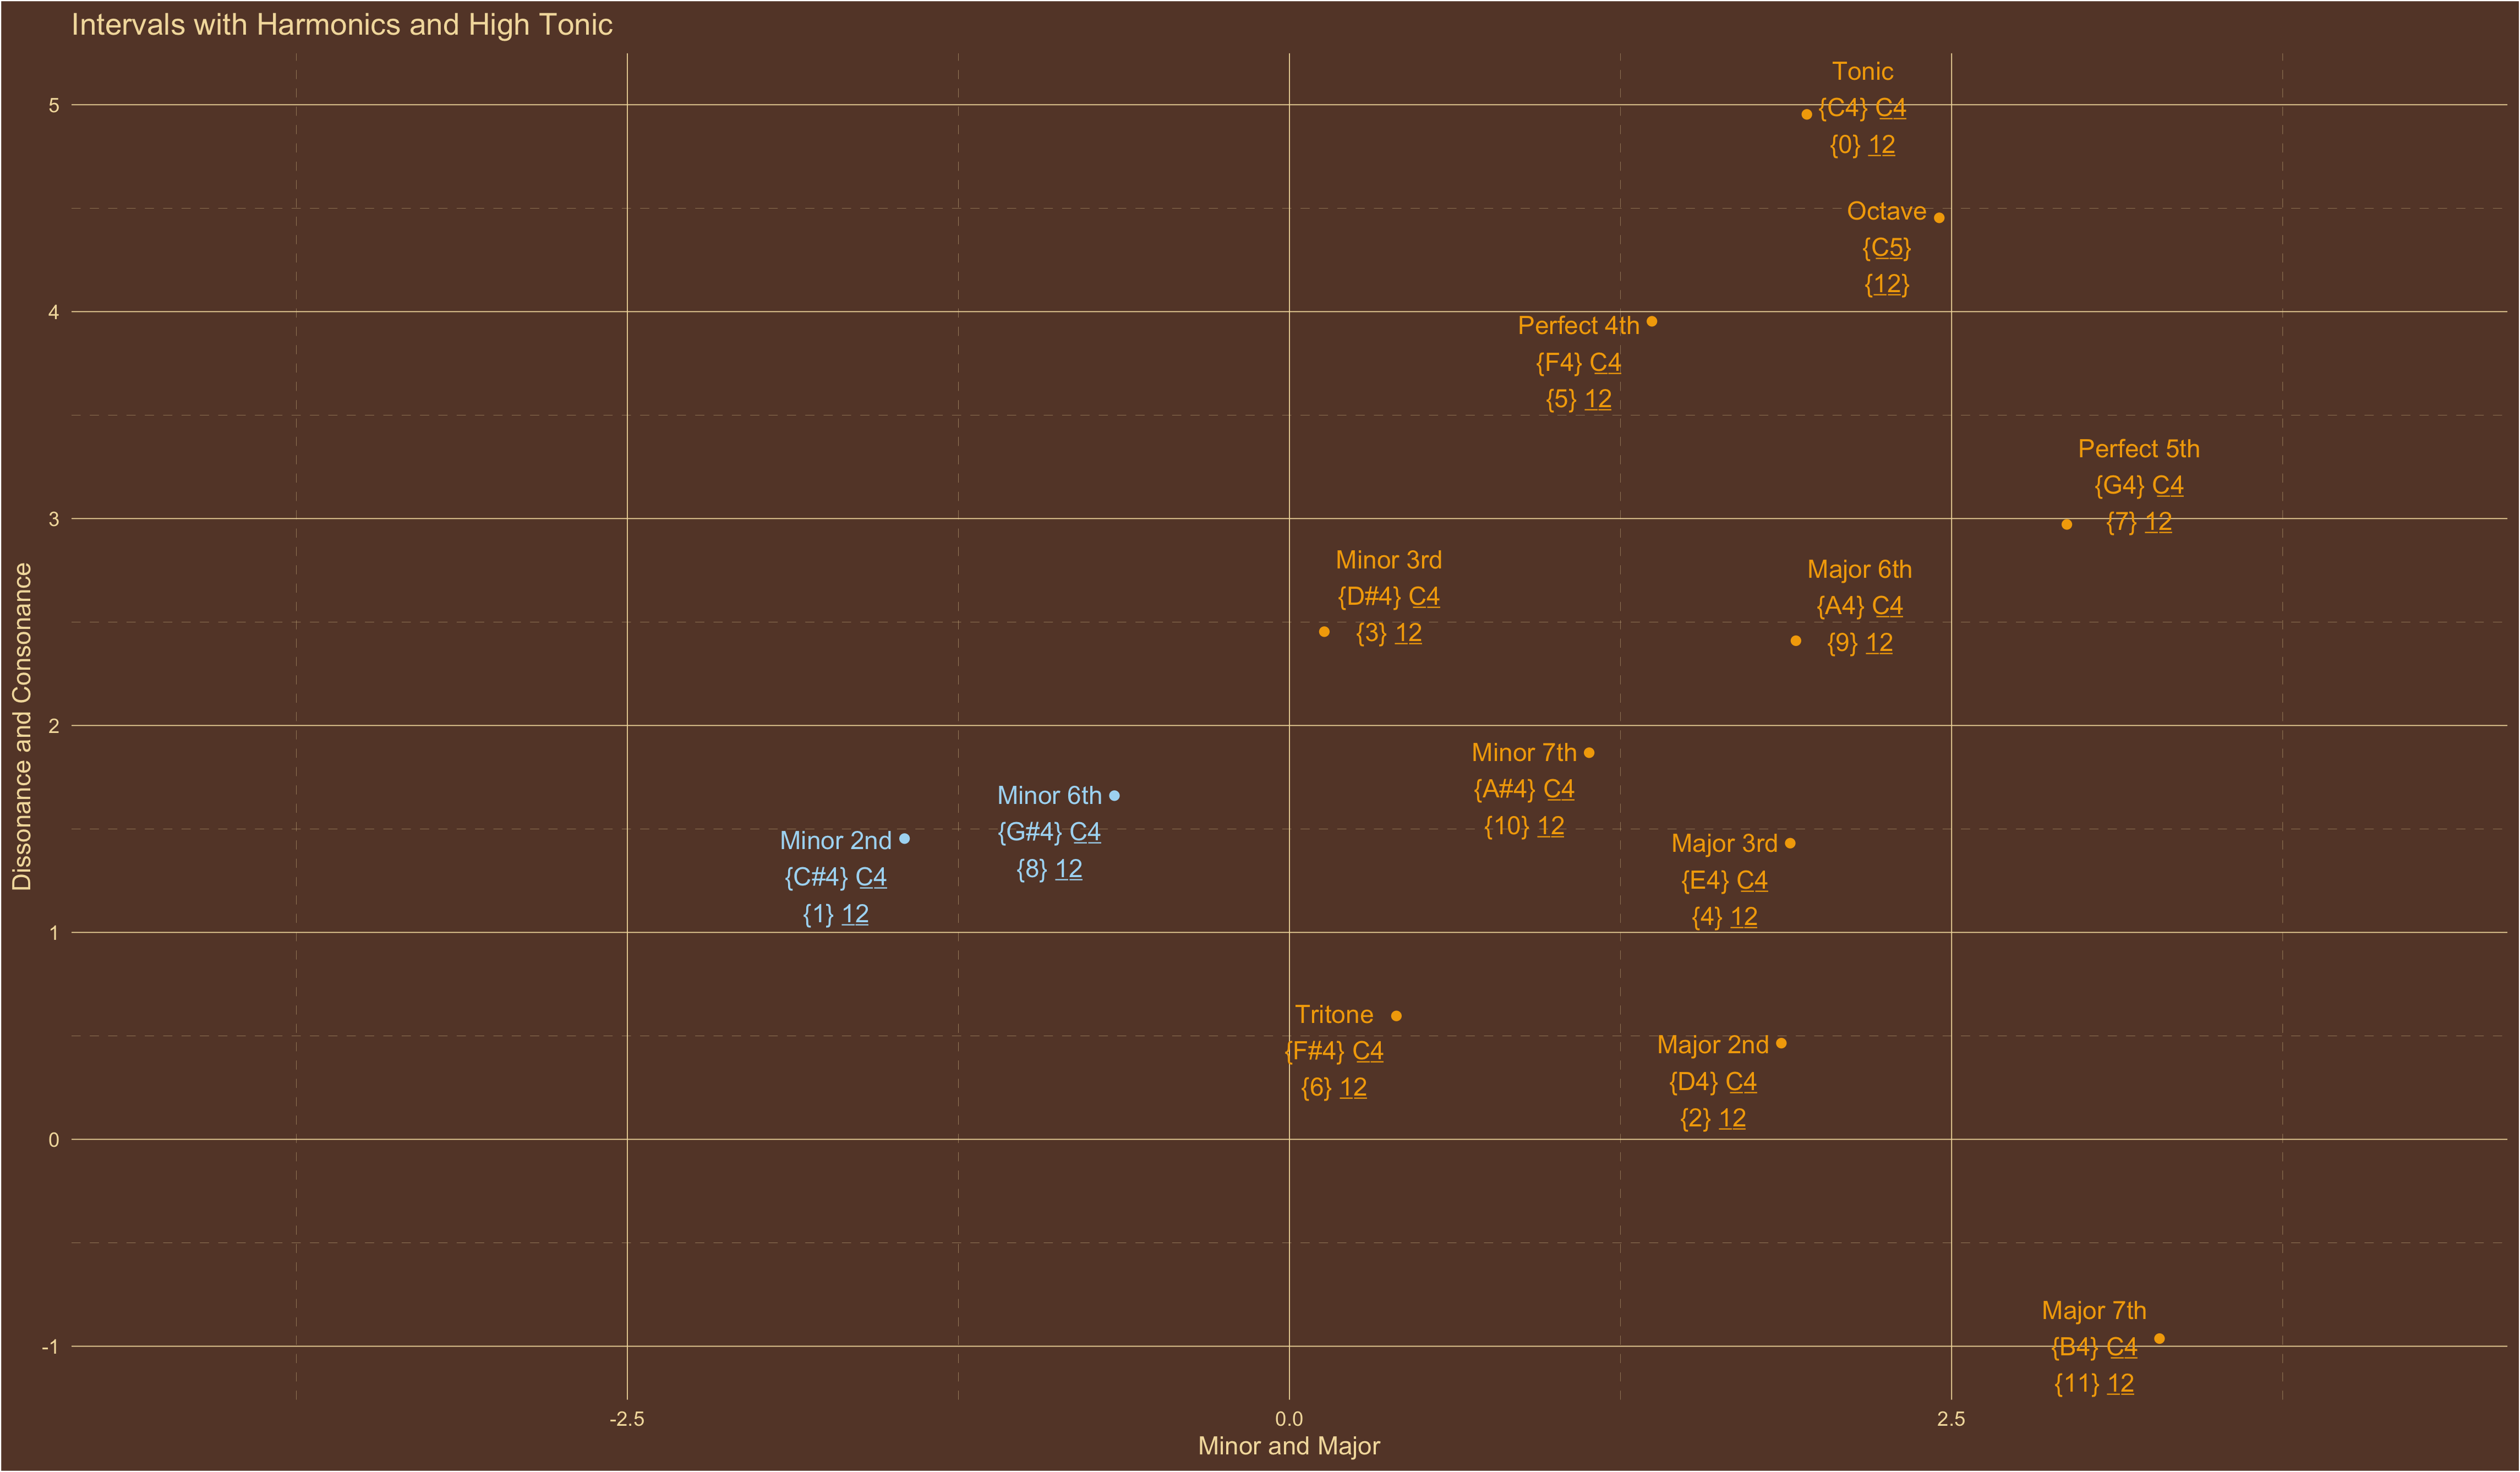 Intervals with Harmonics and High Tonic
Tonic
{C4} C4
{0} 12
Octave
{C5}
{12}
Perfect 4th
{F4} C4
{5} 12
Perfect 5th
{G4} C4
{7} 12
Minor 3rd
{D#4} C4
{3} 12
Major 6th
{A4} C4
{9} 12
Minor 7th
{A#4} C4
{10} 12
Minor 6th
{G#4} C4
{8} 12
Minor 2nd
{C#4} C4
{1} 12
Major 3rd
{E4} C4
{4} 12
Tritone
{F#4} C4
{6} 12
Major 2nd
{D4} C4
{2} 12
Major 7th
{B4} C4
{11} 12
5
4
3
2
1
0
-1
Dissonance and Consonance
-2.5
0.0
2.5
Minor and Major